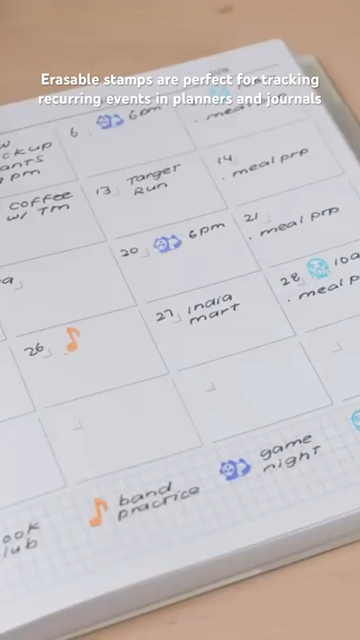 Erasable stamps are perfect for tracking
recurring events in planners and journals
6 6pm
meal prp
pm
coffee
w/ Tm
13 Target
Run
14
. meal prp
20 6pm
21
. meal prp
26
27 india
mart
28
. meal p
band
practice
game
night